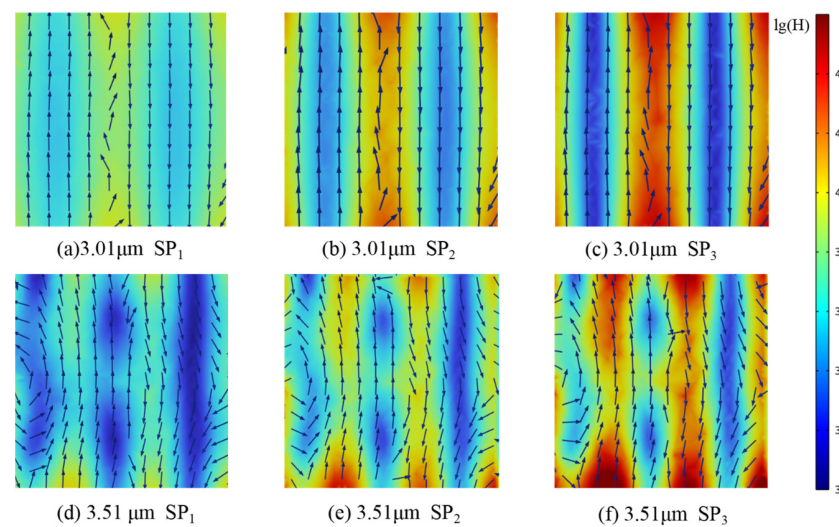 lg(H)
(a)3.01μm SP₁
(b) 3.01μm SP₂
(c) 3.01μm SP₃
(d) 3.51 μm SP₁
(e) 3.51μm SP₂
(f) 3.51μm SP₃